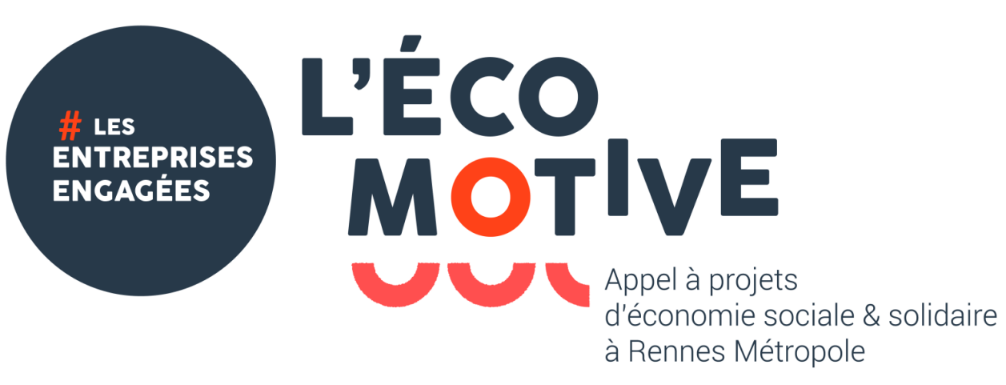 # LES
ENTREPRISES
ENGAGÉES
L'ÉCO
MOTIVE
Appel à projets
d'économie sociale & solidaire
à Rennes Métropole